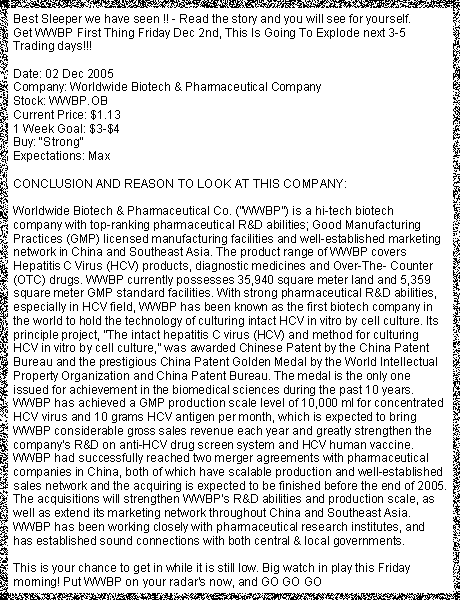 Best Sleeper we have seen !! - Read the story and you will see for yourself.
Get WWBP First Thing Friday Dec 2nd, This Is Going To Explode next 3-5
Trading days!!!
Date: 02 Dec 2005
Company: Worldwide Biotech & Pharmaceutical Company
Stock: WWBP.OB
Current Price: $1.13
1 Week Goal: $3-$4
Buy: "Strong"
Expectations: Max
CONCLUSION AND REASON TO LOOK AT THIS COMPANY:
Worldwide Biotech & Pharmaceutical Co. ("WWBP") is a hi-tech biotech
company with top-ranking pharmaceutical R&D abilities; Good Manufacturing
Practices (GMP) licensed manufacturing facilities and well-established marketing
network in China and Southeast Asia. The product range of WWBP covers
Hepatitis C Virus (HCV) products, diagnostic medicines and Over-The- Counter
(OTC) drugs. WWBP currently possesses 35,940 square meter land and 5,359
square meter GMP standard facilities. With strong pharmaceutical R&D abilities,
especially in HCV field, WWBP has been known as the first biotech company in
the world to hold the technology of culturing intact HCV in vitro by cell culture. Its
principle project, "The intact hepatitis C virus (HCV) and method for culturing
HCV in vitro by cell culture," was awarded Chinese Patent by the China Patent
Bureau and the prestigious China Patent Golden Medal by the World Intellectual
Property Organization and China Patent Bureau. The medal is the only one
issued for achievement in the biomedical sciences during the past 10 years.
WWBP has achieved a GMP production scale level of 10,000 ml for concentrated
HCV virus and 10 grams HCV antigen per month, which is expected to bring
WWBP considerable gross sales revenue each year and greatly strengthen the
company's R&D on anti-HCV drug screen system and HCV human vaccine.
WWBP had successfully reached two merger agreements with pharmaceutical
companies in China, both of which have scalable production and well-established
sales network and the acquiring is expected to be finished before the end of 2005.
The acquisitions will strengthen WWBP's R&D abilities and production scale, as
well as extend its marketing network throughout China and Southeast Asia.
WWBP has been working closely with pharmaceutical research institutes, and
has established sound connections with both central & local governments.
This is your chance to get in while it is still low. Big watch in play this Friday
morning! Put WWBP on your radar's now, and GO GO GO